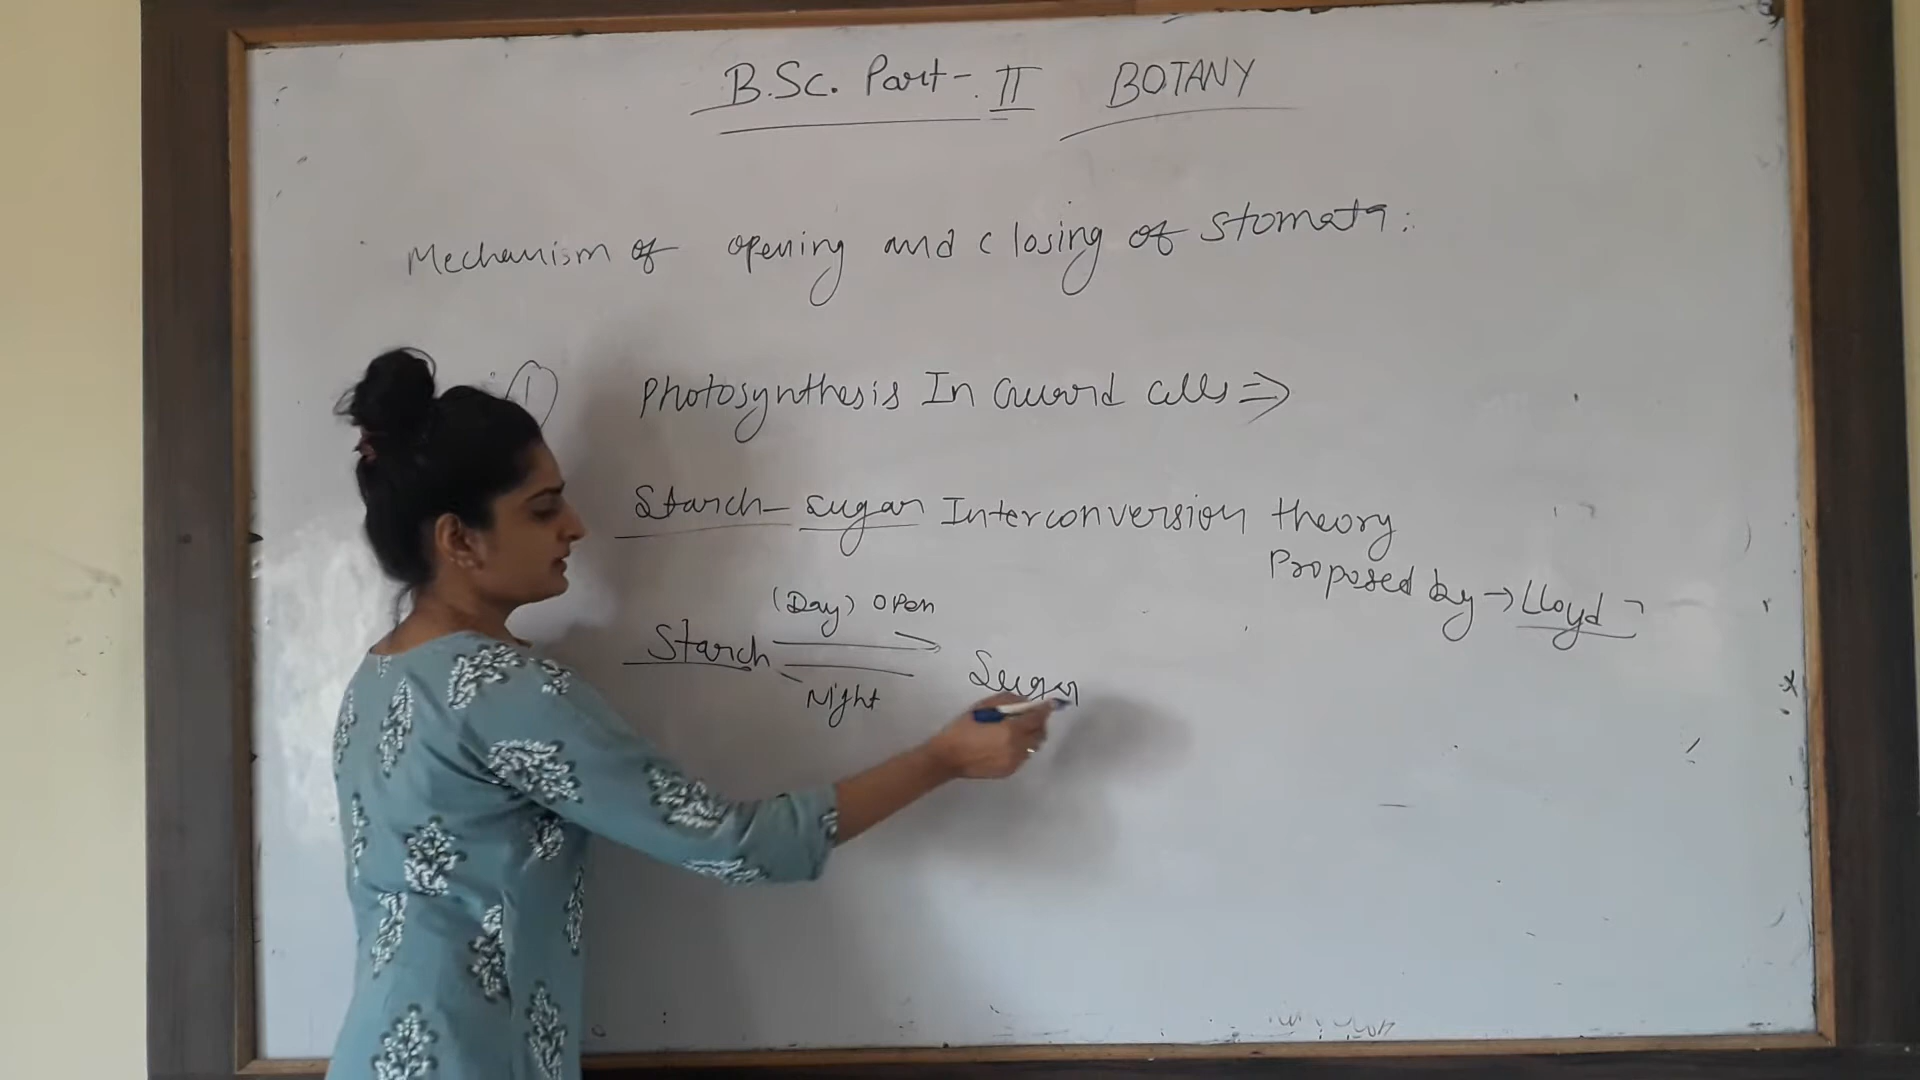 B.Sc. Part-II BOTANY
Mechanism of opening and closing of stomata:
1 Photosynthesis In Guard cells ⇒
Starch-sugar Interconversion theory
Proposed by → Lloyd
(Day) open
Starch Sugar
Night